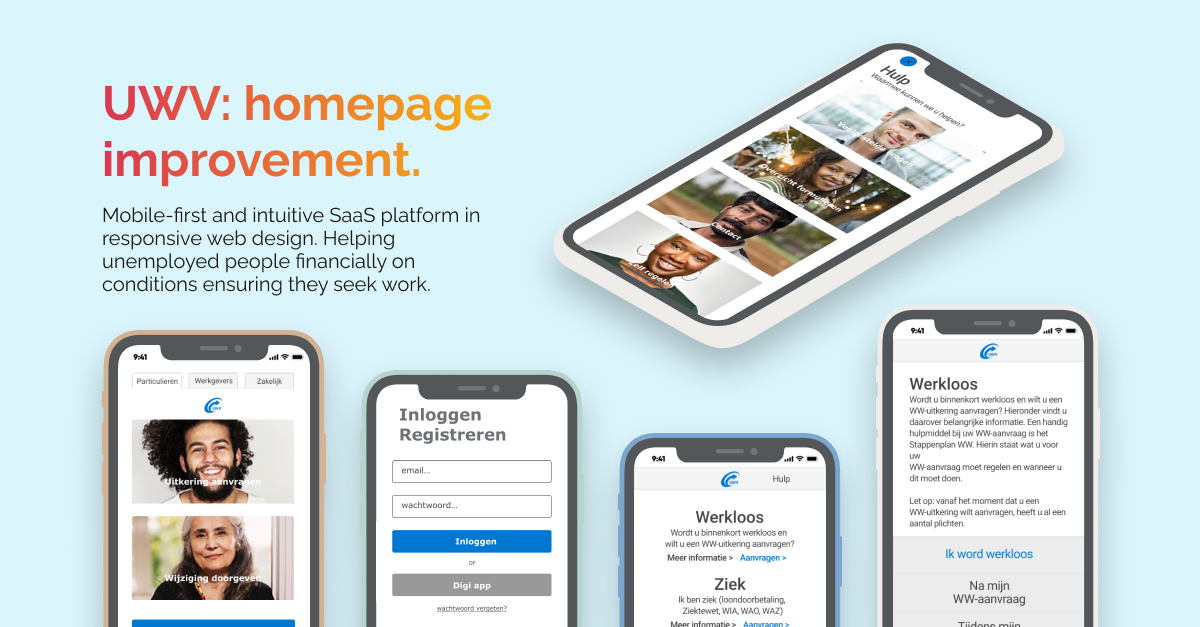 UWV: homepage
improvement.
Mobile-first and intuitive SaaS platform in
responsive web design. Helping
unemployed people financially on
conditions ensuring they seek work.
Hulp
Waarmee kunnen we u helpen?
Veelgestelde vragen
Overzicht formulieren
Contact
Zelf regelen
9:41
Particulieren
Werkgevers
Zakelijk
UWV
Uitkering aanvragen
Wijziging doorgeven
Inloggen
Registreren
email...
wachtwoord...
Inloggen
or
Digi app
wachtwoord vergeten?
9:41
UWV
Hulp
Werkloos
Wordt u binnenkort werkloos en
wilt u een WW-uitkering aanvragen?
Meer informatie > Aanvragen >
Ziek
Ik ben ziek (loondoorbetaling,
Ziektewet, WIA, WAO, WAZ)
Meer informatie > Aanvragen >
9:41
UWV
Werkloos
Wordt u binnenkort werkloos en wilt u een
WW-uitkering aanvragen? Hieronder vindt u
daarover belangrijke informatie. Een handig
hulpmiddel bij uw WW-aanvraag is het
Stappenplan WW. Hierin staat wat u voor
uw
WW-aanvraag moet regelen en wanneer u
dit moet doen.
Let op: vanaf het moment dat u een
WW-uitkering wilt aanvragen, heeft u al een
aantal plichten.
Ik word werkloos
Na mijn
WW-aanvraag
Tijdens mijn